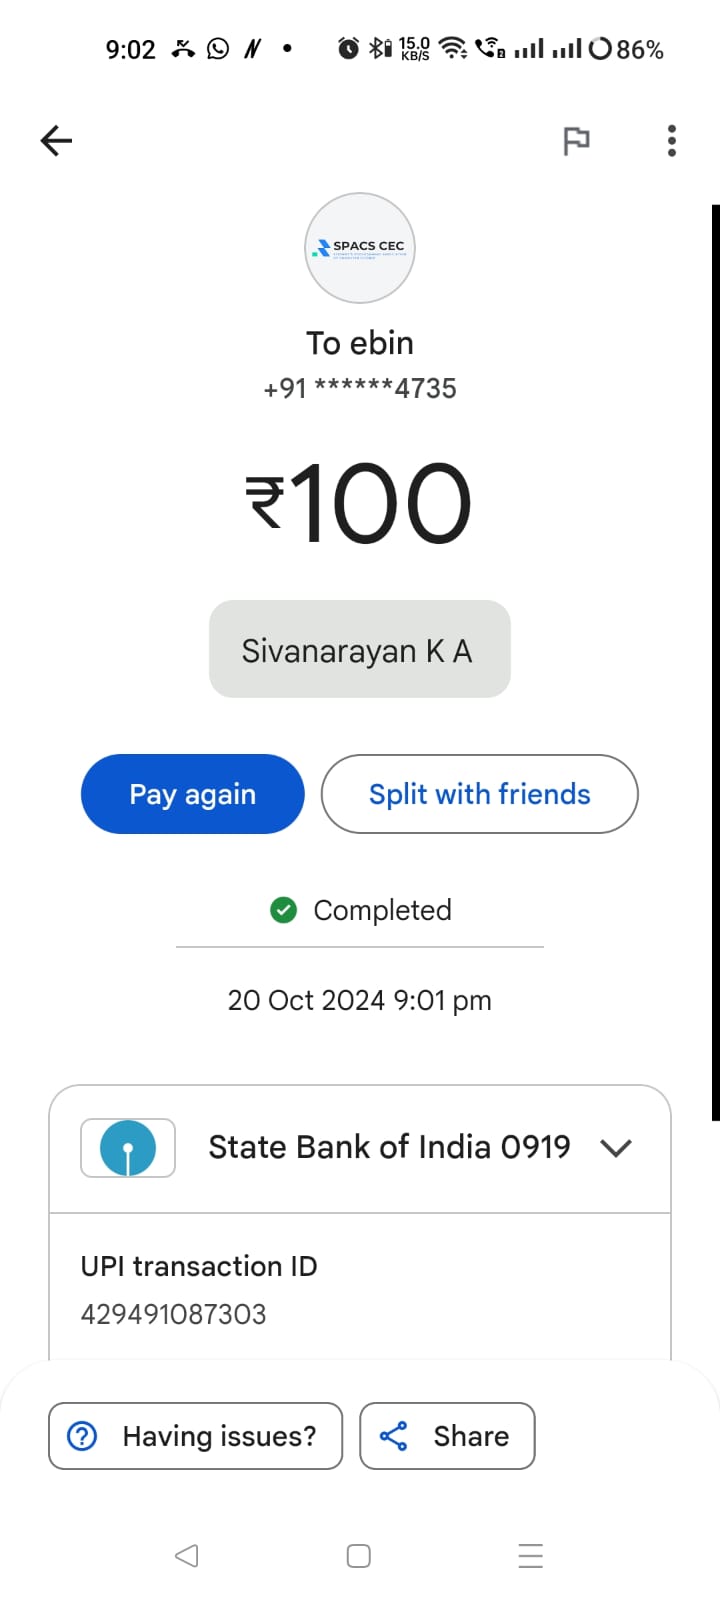 9:02
15.0
KB/S
2
86%
SPACS CEC
To ebin
+91 ******4735
₹100
Sivanarayan K A
Pay again
Split with friends
Completed
20 Oct 2024 9:01 pm
State Bank of India 0919
UPI transaction ID
429491087303
Having issues?
Share